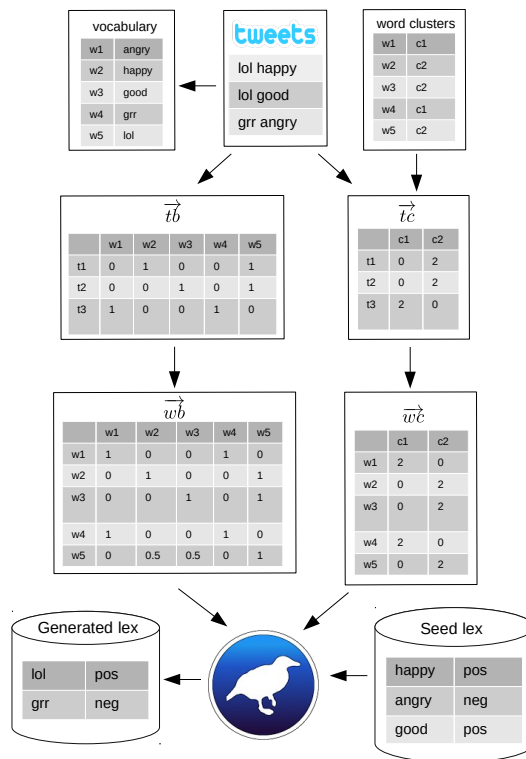 vocabulary
w1 angry
w2 happy
w3 good
w4 grr
w5 lol
tweets
lol happy
lol good
grr angry
word clusters
w1 c1
w2 c2
w3 c2
w4 c1
w5 c2
tb
w1 w2 w3 w4 w5
t1 0 1 0 0 1
t2 0 0 1 0 1
t3 1 0 0 1 0
tc
c1 c2
t1 0 2
t2 0 2
t3 2 0
wb
w1 w2 w3 w4 w5
w1 1 0 0 1 0
w2 0 1 0 0 1
w3 0 0 1 0 1
w4 1 0 0 1 0
w5 0 0.5 0.5 0 1
wc
c1 c2
w1 2 0
w2 0 2
w3 0 2
w4 2 0
w5 0 2
Generated lex
lol pos
grr neg
Seed lex
happy pos
angry neg
good pos